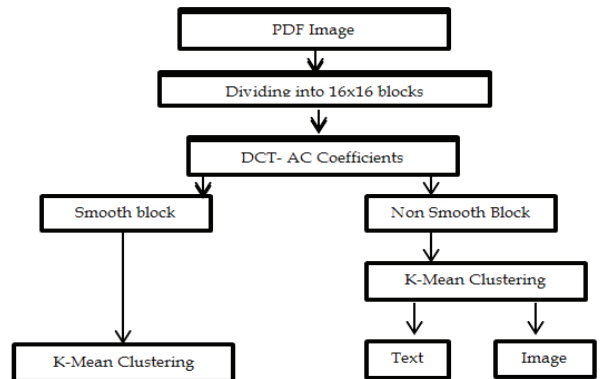 PDF Image
Dividing into 16x16 blocks
DCT- AC Coefficients
Smooth block
Non Smooth Block
K-Mean Clustering
K-Mean Clustering
Text
Image